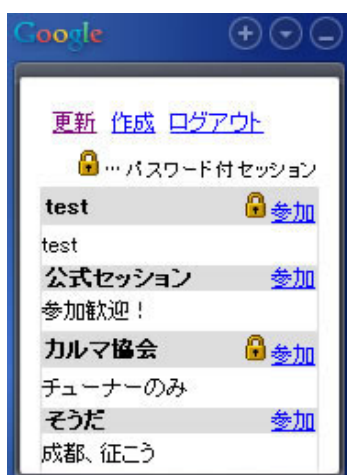 Google
更新 作成 ログアウト
… パスワード付セッション
test 参加
test
公式セッション 参加
参加歓迎！
カルマ協会 参加
チューナーのみ
そうだ 参加
成都、征こう